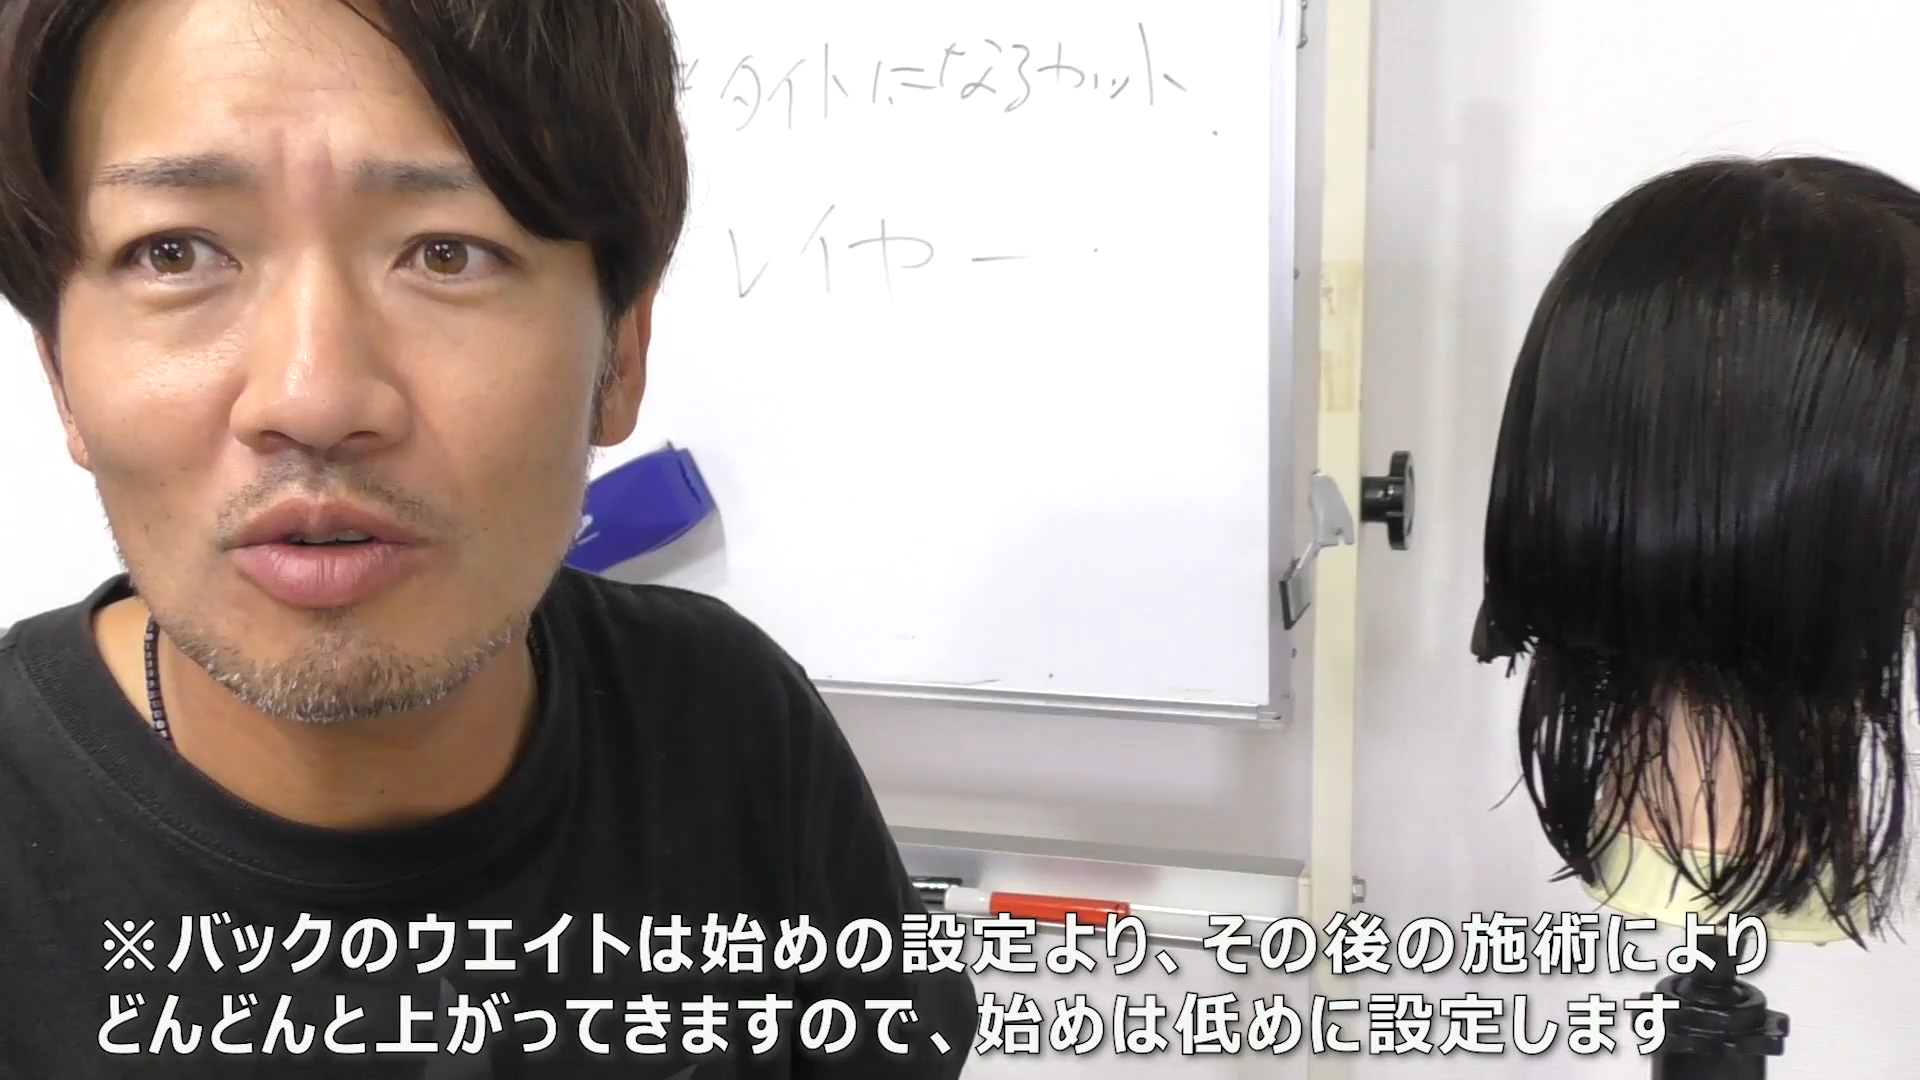 タイトになるカット
レイヤー
※バックのウエイトは始めの設定より、その後の施術により
どんどんと上がってきますので、始めは低めに設定します